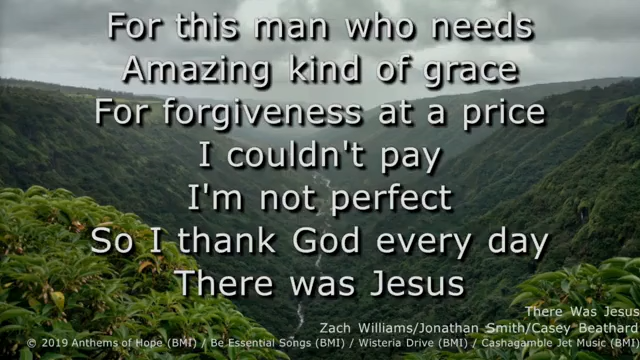 For this man who needs
Amazing kind of grace
For forgiveness at a price
I couldn't pay
I'm not perfect
So I thank God every day
There was Jesus
There Was Jesus
Zach Williams/Jonathan Smith/Casey Beathard
© 2019 Anthems of Hope (BMI) / Be Essential Songs (BMI) / Wisteria Drive (BMI) / Cashagamble Jet Music (BMI)